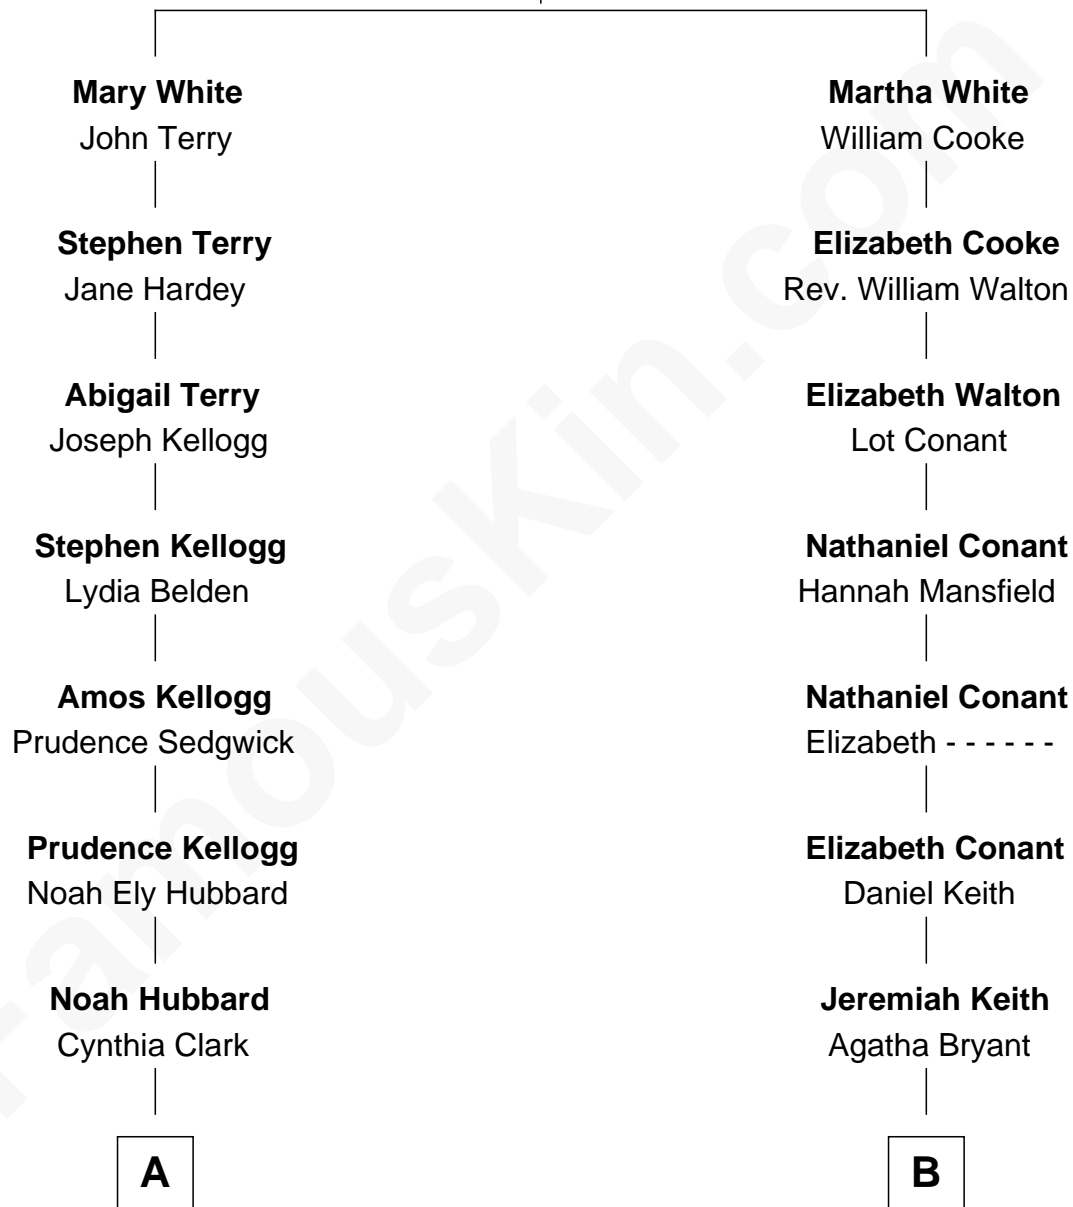 Mary White
John Terry
Stephen Terry
Jane Hardey
Abigail Terry
Joseph Kellogg
Stephen Kellogg
Lydia Belden
Amos Kellogg
Prudence Sedgwick
Prudence Kellogg
Noah Ely Hubbard
Noah Hubbard
Cynthia Clark
A
Martha White
William Cooke
Elizabeth Cooke
Rev. William Walton
Elizabeth Walton
Lot Conant
Nathaniel Conant
Hannah Mansfield
Nathaniel Conant
Elizabeth - - - - - -
Elizabeth Conant
Daniel Keith
Jeremiah Keith
Agatha Bryant
B
FamousKin.com